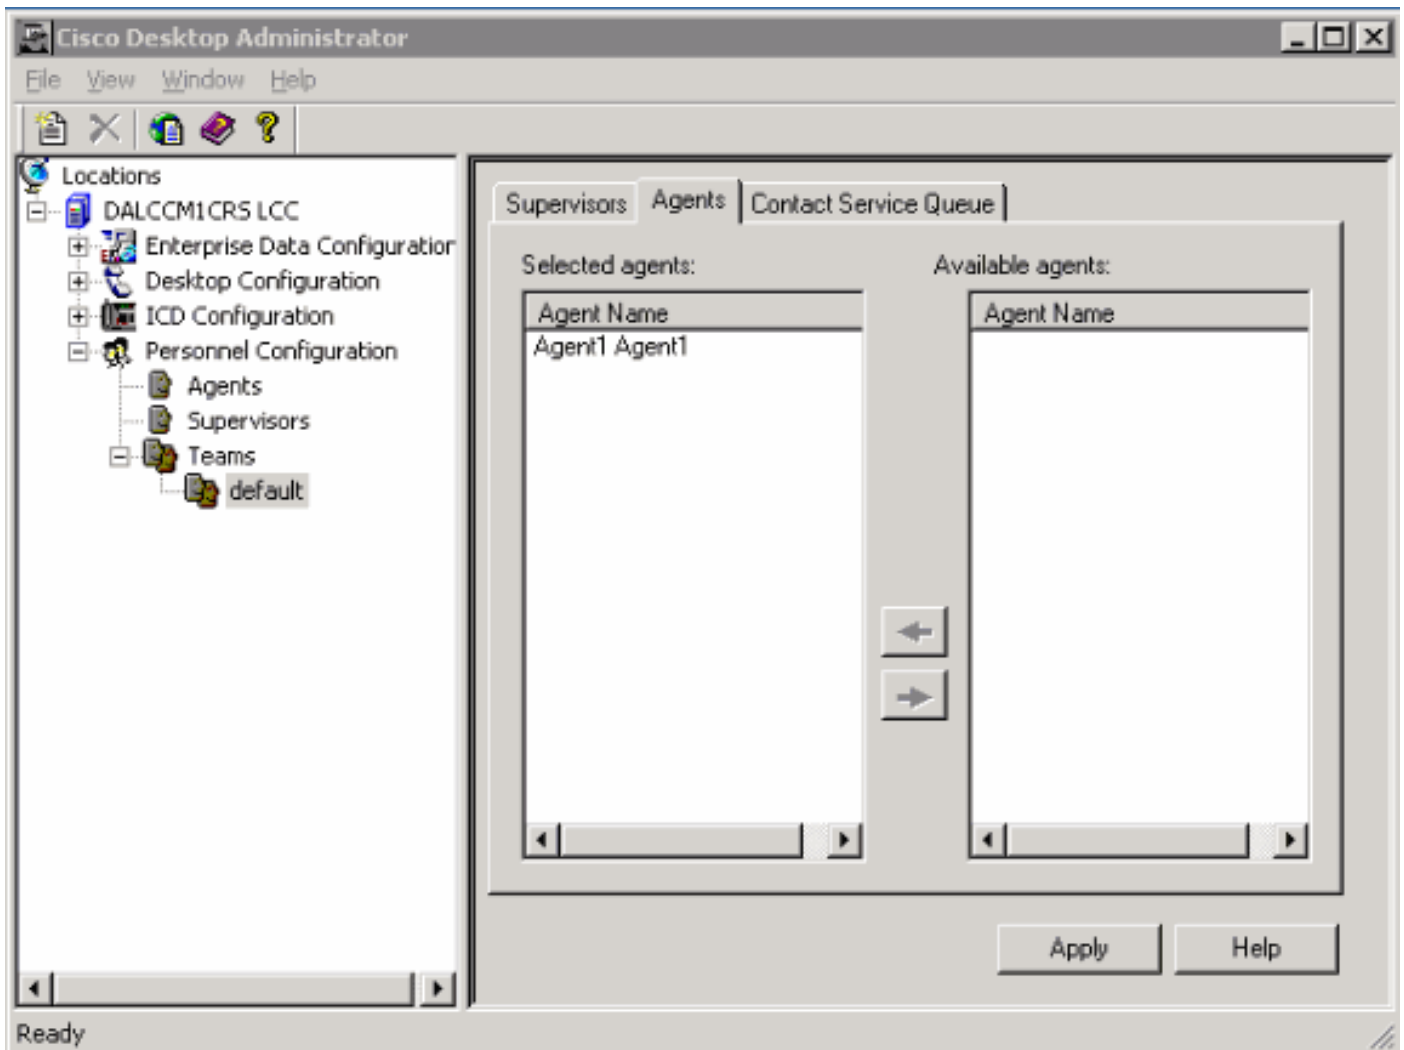 Cisco Desktop Administrator
File View Window Help
Locations
DALCCM1CRS LCC
Enterprise Data Configuration
Desktop Configuration
ICD Configuration
Personnel Configuration
Agents
Supervisors
Teams
default
Supervisors Agents Contact Service Queue
Selected agents: Available agents:
Agent Name Agent Name
Agent1 Agent1
Apply Help
Ready